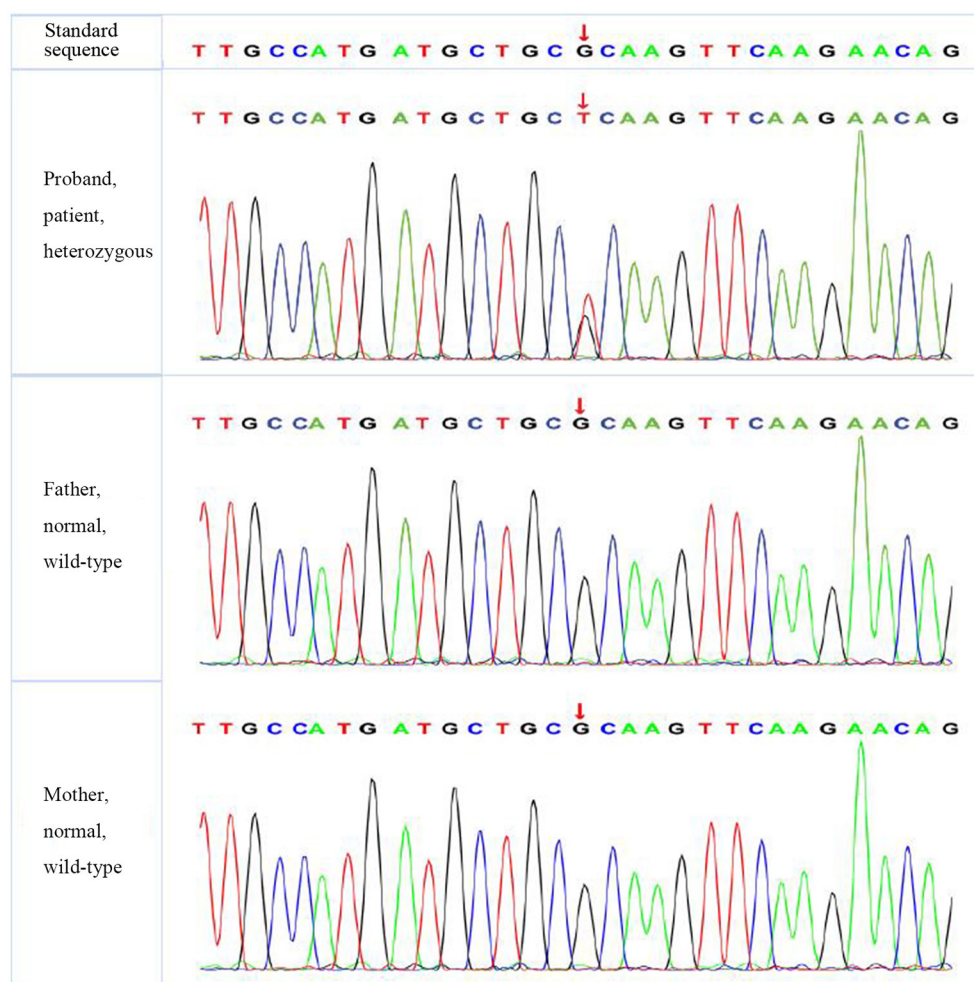 Standard
sequence
↓
T T G C C A T G A T G C T G C G C A A G T T C A A G A A C A G
↓
T T G C C A T G A T G C T G C T C A A G T T C A A G A A C A G
Proband,
patient,
heterozygous
↓
T T G C C A T G A T G C T G C G C A A G T T C A A G A A C A G
Father,
normal,
wild-type
↓
T T G C C A T G A T G C T G C G C A A G T T C A A G A A C A G
Mother,
normal,
wild-type